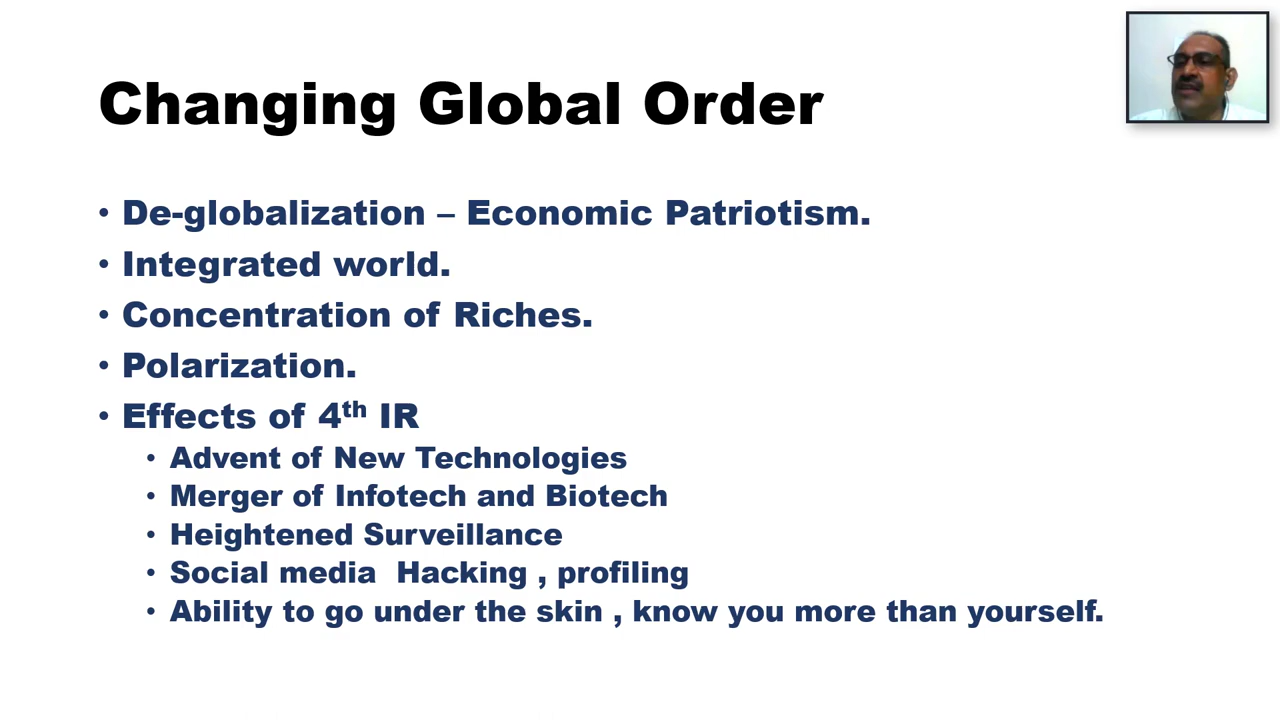 Changing Global Order
• De-globalization – Economic Patriotism.
• Integrated world.
• Concentration of Riches.
• Polarization.
• Effects of 4th IR
• Advent of New Technologies
• Merger of Infotech and Biotech
• Heightened Surveillance
• Social media  Hacking , profiling
• Ability to go under the skin , know you more than yourself.